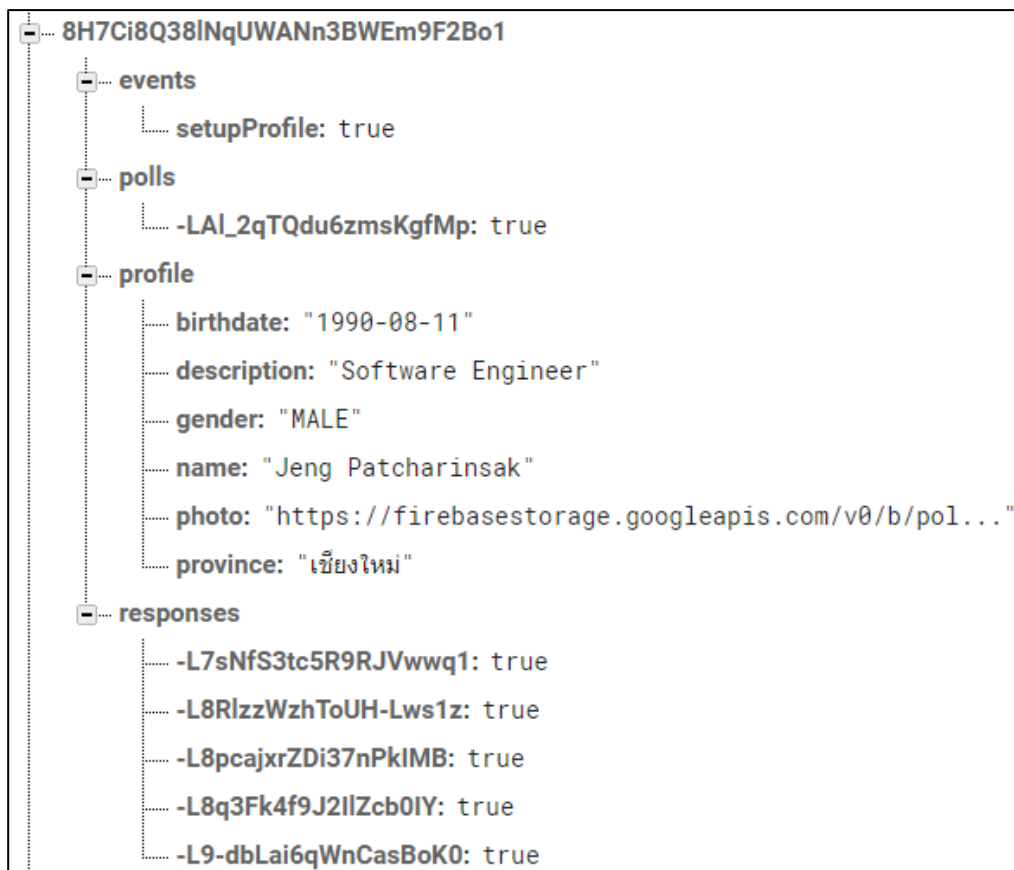 8H7Ci8Q38lNqUWANn3BWEm9F2Bo1
events
setupProfile: true
polls
-LAl_2qTQdu6zmsKgfMp: true
profile
birthdate: "1990-08-11"
description: "Software Engineer"
gender: "MALE"
name: "Jeng Patcharinsak"
photo: "https://firebasestorage.googleapis.com/v0/b/pol..."
province: "เชียงใหม่"
responses
-L7sNfS3tc5R9RJVwwq1: true
-L8RlzzWzhToUH-Lws1z: true
-L8pcajxrZDi37nPklMB: true
-L8q3Fk4f9J2IlZcb0IY: true
-L9-dbLai6qWnCasBoK0: true